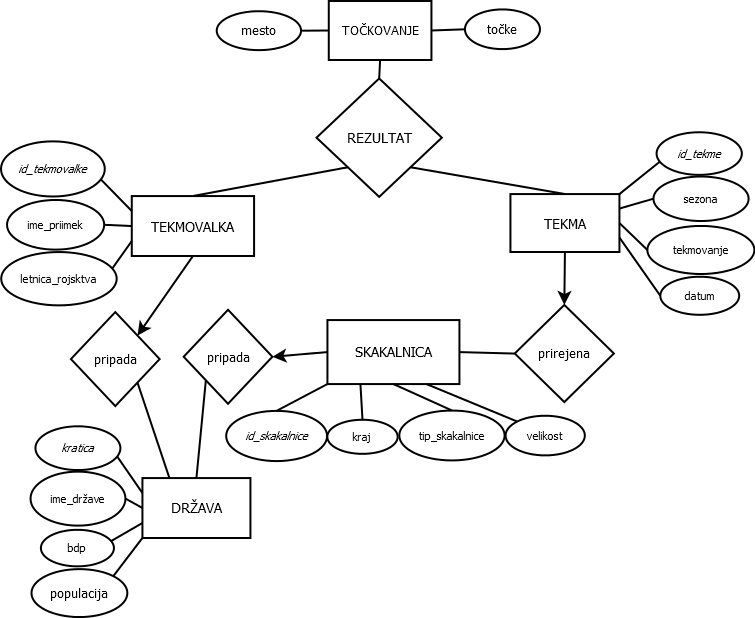 mesto
TOČKOVANJE
točke
REZULTAT
id_tekmovalke
ime_priimek
letnica_rojsktva
TEKMOVALKA
TEKMA
id_tekme
sezona
tekmovanje
datum
pripada
pripada
SKAKALNICA
prirejena
id_skakalnice
kraj
tip_skakalnice
velikost
kratica
ime_države
bdp
populacija
DRŽAVA